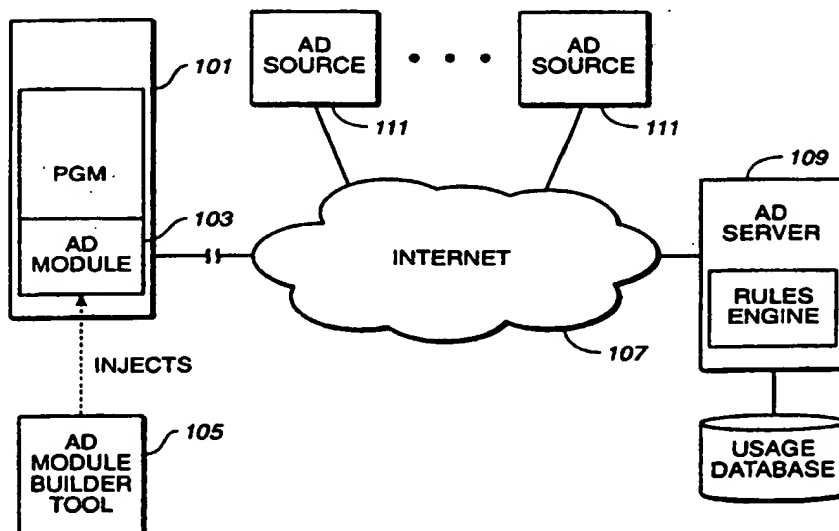 101
PGM
103
AD
MODULE
INJECTS
AD
MODULE
BUILDER
TOOL
105
AD
SOURCE
111
AD
SOURCE
111
INTERNET
107
109
AD
SERVER
RULES
ENGINE
USAGE
DATABASE